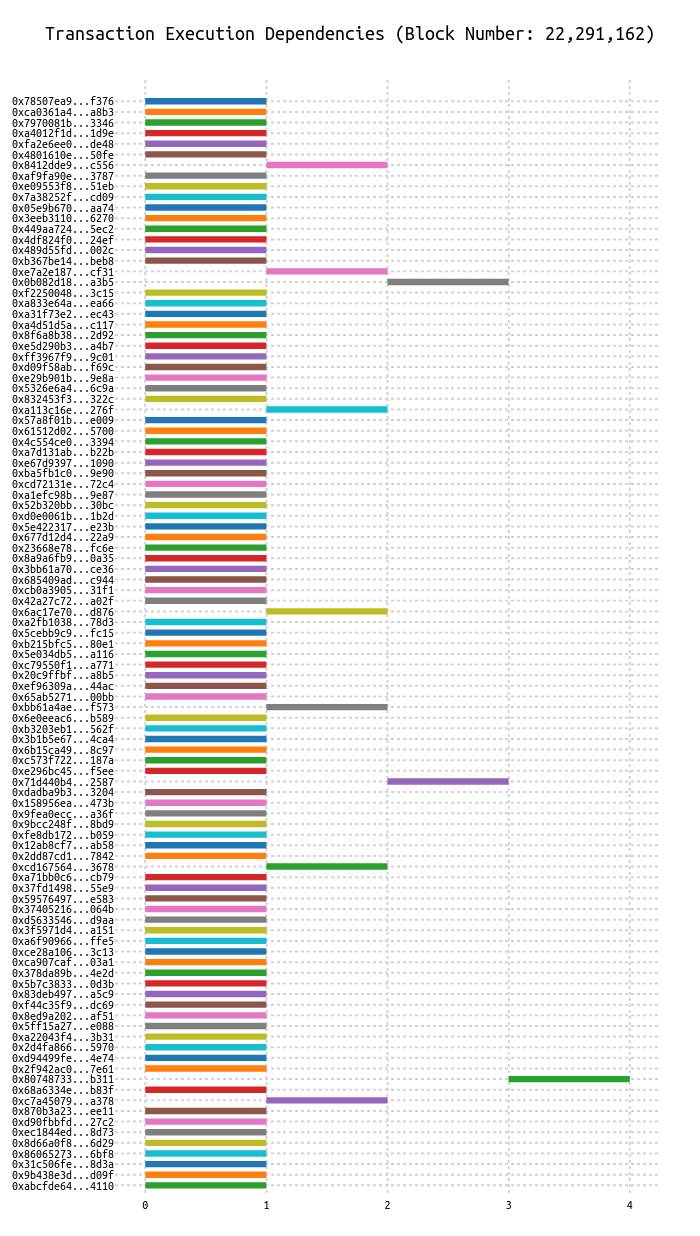 Transaction Execution Dependencies (Block Number: 22,291,162)
0x78507ea9...f376
0xca0361a4...a8b3
0x7970081b...3346
0xa4012f1d...1d9e
0xfa2e6ee0...de48
0x4801610e...50fe
0x8412dde9...c556
0xaf9fa90e...3787
0xe09553f8...51eb
0x7a38252f...cd09
0x05e9b670...aa74
0x3eeb3110...6270
0x449aa724...5ec2
0x4df824f0...24ef
0x489d55fd...002c
0xb367be14...beb8
0xe7a2e187...cf31
0x0b082d18...a3b5
0xf2250048...3c15
0xa833e64a...ea66
0xa31f73e2...ec43
0xa4d51d5a...c117
0x8f6a8b38...2d92
0xe5d290b3...a4b7
0xff3967f9...9c01
0xd09f58ab...f69c
0xe29b901b...9e8a
0x5326e6a4...6c9a
0x832453f3...322c
0xa113c16e...276f
0x57a8f01b...e009
0x61512d02...5700
0x4c554ce0...3394
0xa7d131ab...b22b
0xe67d9397...1090
0xba5fb1c0...9e90
0xcd72131e...72c4
0xa1efc98b...9e87
0x52b320bb...30bc
0xd0e0061b...1b2d
0x5e422317...e23b
0x677d12d4...22a9
0x23668e78...fc6e
0x8a9a6fb9...0a35
0x3bb61a70...ce36
0x685409ad...c944
0xcb0a3905...31f1
0x42a27c72...a02f
0x6ac17e70...d876
0xa2fb1038...78d3
0x5cebb9c9...fc15
0xb215bfc5...80e1
0x5e034db5...a116
0xc79550f1...a771
0x20c9ffbf...a8b5
0xef96309a...44ac
0x65ab5271...00bb
0xbb61a4ae...f573
0x6e0eeac6...b589
0xb3203eb1...562f
0x3b1b5e67...4ca4
0x6b15ca49...8c97
0xc573f722...187a
0xe296bc45...f5ee
0x71d440b4...2587
0xdadba9b3...3204
0x158956ea...473b
0x9fea0ecc...a36f
0x9bcc248f...8bd9
0xfe8db172...b059
0x12ab8cf7...ab58
0x2dd87cd1...7842
0xcd167564...3678
0xa71bb0c6...cb79
0x37fd1498...55e9
0x59576497...e583
0x37405216...064b
0xd5633546...d9aa
0x3f5971d4...a151
0xa6f90966...ffe5
0xce28a106...3c13
0xca907caf...03a1
0x378da89b...4e2d
0x5b7c3833...0d3b
0x83deb497...a5c9
0xf44c35f9...dc69
0x8ed9a202...af51
0x5ff15a27...e088
0xa22043f4...3b31
0x2d4fa866...5970
0xd94499fe...4e74
0x2f942ac0...7e61
0x80748733...b311
0x68a6334e...b83f
0xc7a45079...a378
0x870b3a23...ee11
0xd90fbbfd...27c2
0xec1844ed...8d73
0x8d66a0f8...6d29
0x86065273...6bf8
0x31c506fe...8d3a
0x9b438e3d...d09f
0xabcfde64...4110
0 1 2 3 4